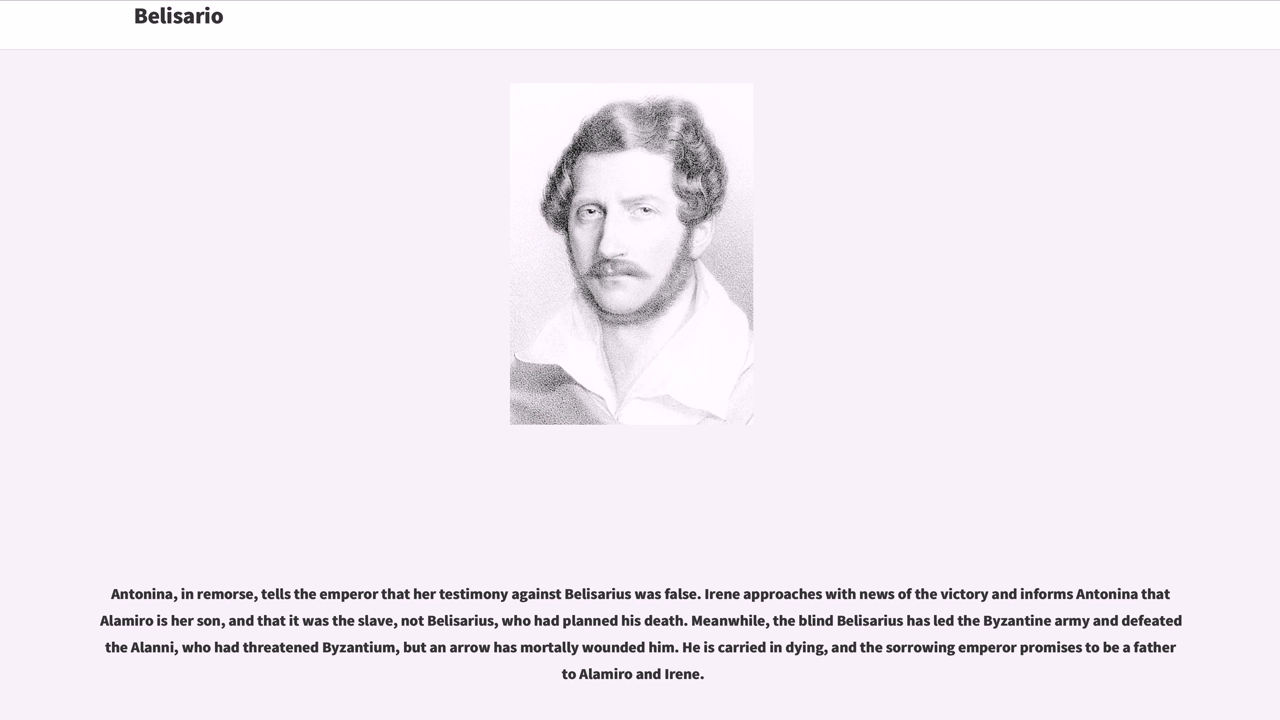 Belisario
Antonina, in remorse, tells the emperor that her testimony against Belisarius was false. Irene approaches with news of the victory and informs Antonina that
Alamiro is her son, and that it was the slave, not Belisarius, who had planned his death. Meanwhile, the blind Belisarius has led the Byzantine army and defeated
the Alanni, who had threatened Byzantium, but an arrow has mortally wounded him. He is carried in dying, and the sorrowing emperor promises to be a father
to Alamiro and Irene.